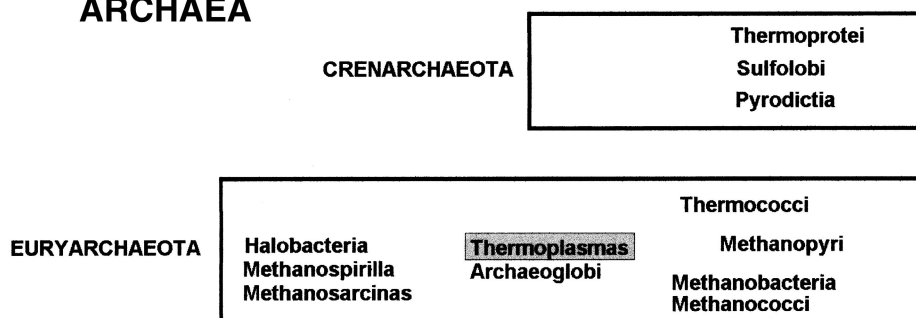 ARCHAEA
CRENARCHAEOTA
Thermoprotei
Sulfolobi
Pyrodictia
EURYARCHAEOTA
Halobacteria
Methanospirilla
Methanosarcinas
Thermoplasmas
Archaeoglobi
Thermococci
Methanopyri
Methanobacteria
Methanococci